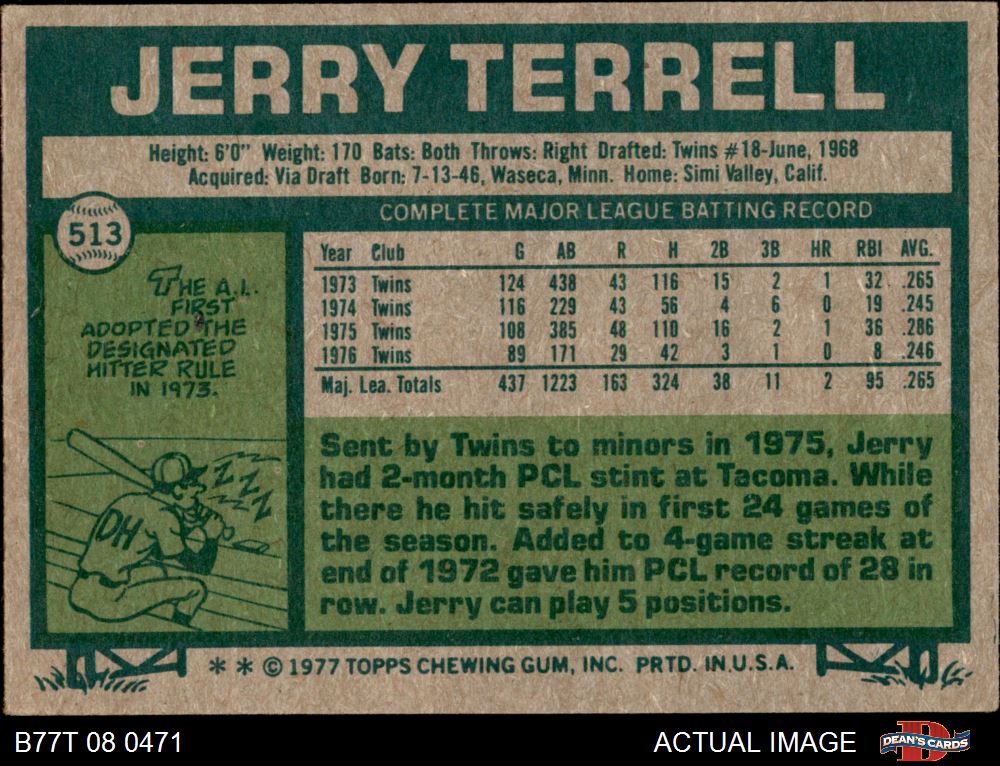 JERRY TERRELL
Height: 6'0" Weight: 170 Bats: Both Throws: Right Drafted: Twins #18-June, 1968
Acquired: Via Draft Born: 7-13-46, Waseca, Minn. Home: Simi Valley, Calif.
513
COMPLETE MAJOR LEAGUE BATTING RECORD
Year Club G AB R H 2B 3B HR RBI AVG.
1973 Twins 124 438 43 116 15 2 1 32 .265
1974 Twins 116 229 43 56 4 6 0 19 .245
1975 Twins 108 385 48 110 16 2 1 36 .286
1976 Twins 89 171 29 42 3 1 0 8 .246
Maj. Lea. Totals 437 1223 163 324 38 11 2 95 .265
THE A.L.
FIRST
ADOPTED THE
DESIGNATED
HITTER RULE
IN 1973.
ZZZZ
DH
Sent by Twins to minors in 1975, Jerry
had 2-month PCL stint at Tacoma. While
there he hit safely in first 24 games of
the season. Added to 4-game streak at
end of 1972 gave him PCL record of 28 in
row. Jerry can play 5 positions.
* * © 1977 TOPPS CHEWING GUM, INC. PRTD. IN U.S.A.
B77T 08 0471
ACTUAL IMAGE
D
DEAN'S CARDS